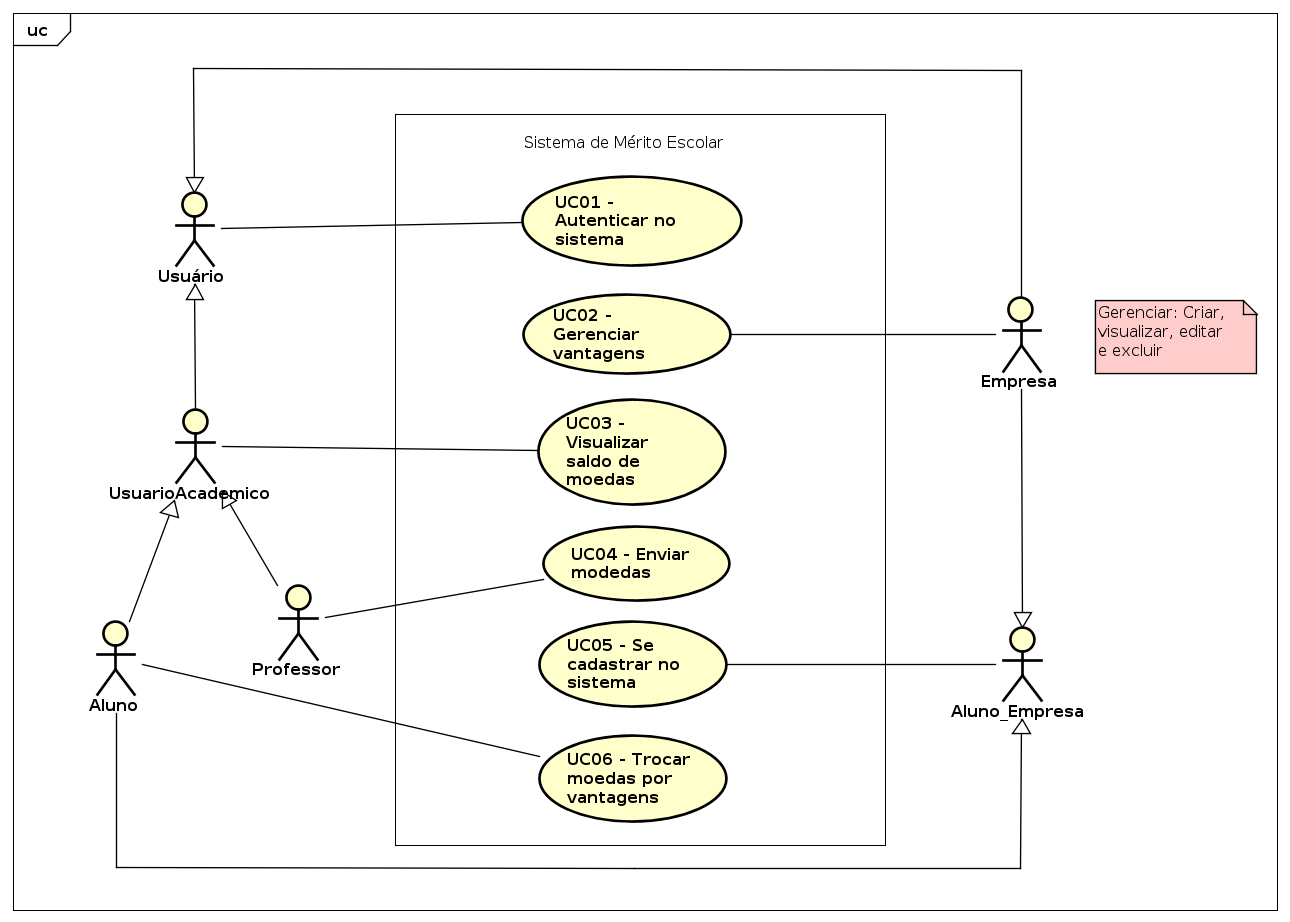 uc
Sistema de Mérito Escolar
UC01 -
Autenticar no
sistema
Usuário
UC02 -
Gerenciar
vantagens
Empresa
Gerenciar: Criar,
visualizar, editar
e excluir
UC03 -
Visualizar
saldo de
moedas
UsuarioAcademico
UC04 - Enviar
modedas
Professor
UC05 - Se
cadastrar no
sistema
Aluno
Aluno_Empresa
UC06 - Trocar
moedas por
vantagens